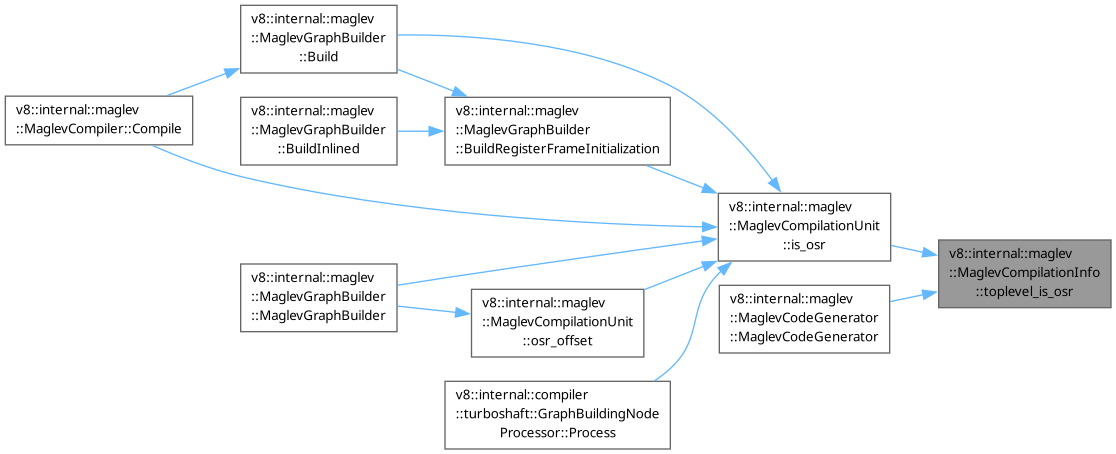 v8::internal::maglev
::MaglevGraphBuilder
::Build
v8::internal::maglev
::MaglevCompiler::Compile
v8::internal::maglev
::MaglevGraphBuilder
::BuildInlined
v8::internal::maglev
::MaglevGraphBuilder
::BuildRegisterFrameInitialization
v8::internal::maglev
::MaglevCompilationUnit
::is_osr
v8::internal::maglev
::MaglevCompilationInfo
::toplevel_is_osr
v8::internal::maglev
::MaglevGraphBuilder
::MaglevGraphBuilder
v8::internal::maglev
::MaglevCompilationUnit
::osr_offset
v8::internal::maglev
::MaglevCodeGenerator
::MaglevCodeGenerator
v8::internal::compiler
::turboshaft::GraphBuildingNode
Processor::Process